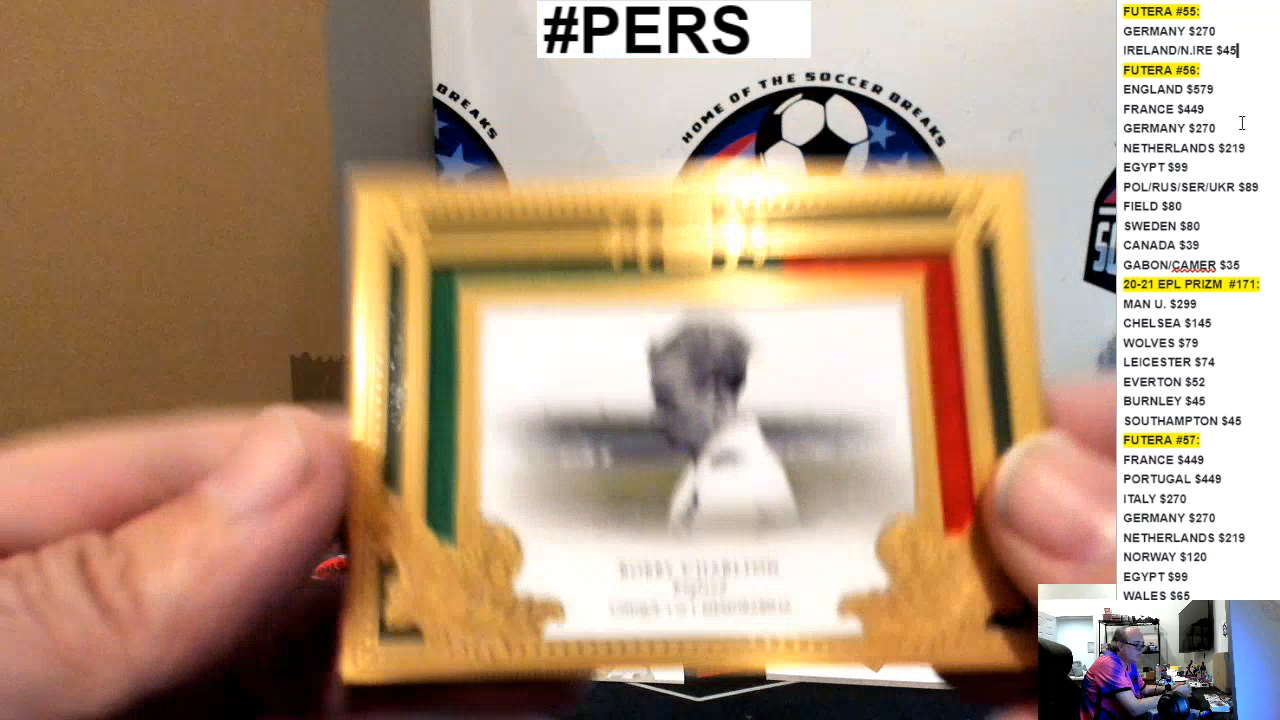 #PERS
HOME OF THE SOCCER BREAKS
BREAKS
SO
FUTERA #55:
GERMANY $270
IRELAND/N.IRE $45
FUTERA #56:
ENGLAND $579
FRANCE $449
GERMANY $270
NETHERLANDS $219
EGYPT $99
POL/RUS/SER/UKR $89
FIELD $80
SWEDEN $80
CANADA $39
GABON/CAMER $35
20-21 EPL PRIZM #171:
MAN U. $299
CHELSEA $145
WOLVES $79
LEICESTER $74
EVERTON $52
BURNLEY $45
SOUTHAMPTON $45
FUTERA #57:
FRANCE $449
PORTUGAL $449
ITALY $270
GERMANY $270
NETHERLANDS $219
NORWAY $120
EGYPT $99
WALES $65